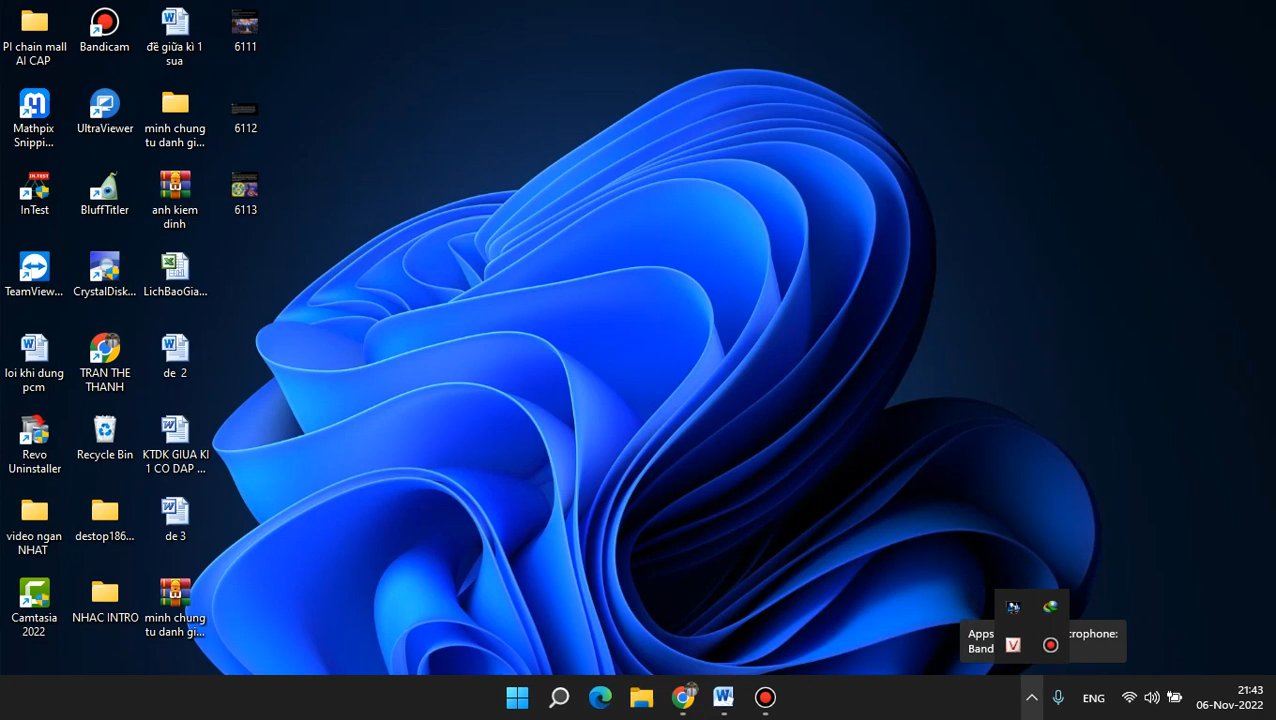 PI chain mall
AI CAP
Bandicam
đề giữa kì 1
sua
6111
Mathpix
Snippi...
UltraViewer
minh chung
tu danh gi...
6112
InTest
BluffTitler
anh kiem
dinh
6113
TeamView...
CrystalDisk...
LichBaoGia...
loi khi dung
pcm
TRAN THE
THANH
de 2
Revo
Uninstaller
Recycle Bin
KTDK GIUA KI
1 CO DAP ...
video ngan
NHAT
destop186...
de 3
Camtasia
2022
NHAC INTRO
minh chung
tu danh gi...
Apps
crophone:
Band
ENG
21:43
06-Nov-2022